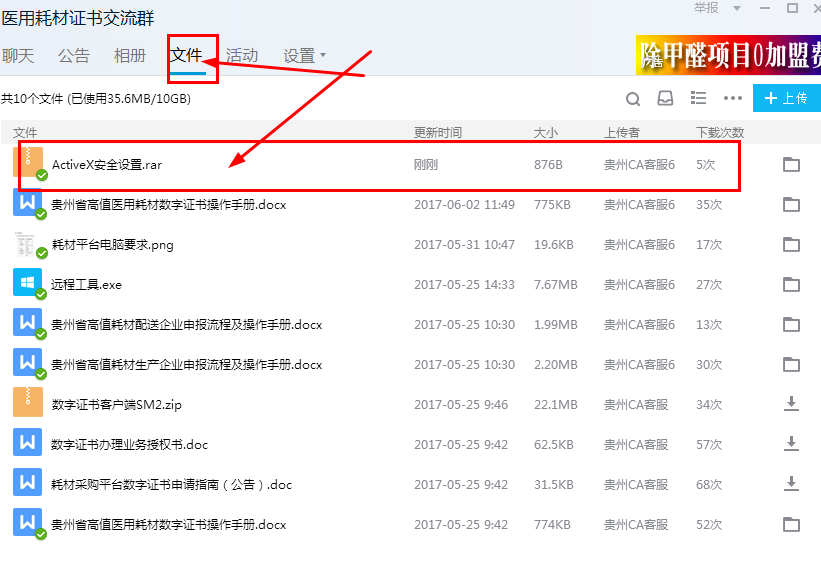 医用耗材证书交流群
举报
聊天 公告 相册 文件 活动 设置
除甲醛项目0加盟费
共10个文件 (已使用35.6MB/10GB)
上传
文件 更新时间 大小 上传者 下载次数
ActiveX安全设置.rar 刚刚 876B 贵州CA客服6 5次
贵州省高值医用耗材数字证书操作手册.docx 2017-06-02 11:49 775KB 贵州CA客服6 35次
耗材平台电脑要求.png 2017-05-31 10:47 19.6KB 贵州CA客服6 17次
远程工具.exe 2017-05-25 14:33 7.67MB 贵州CA客服6 27次
贵州省高值耗材配送企业申报流程及操作手册.docx 2017-05-25 10:30 1.99MB 贵州CA客服6 13次
贵州省高值耗材生产企业申报流程及操作手册.docx 2017-05-25 10:30 2.20MB 贵州CA客服6 30次
数字证书客户端SM2.zip 2017-05-25 9:46 22.1MB 贵州CA客服 34次
数字证书办理业务授权书.doc 2017-05-25 9:42 62.5KB 贵州CA客服 57次
耗材采购平台数字证书申请指南（公告）.doc 2017-05-25 9:42 31.5KB 贵州CA客服 68次
贵州省高值医用耗材数字证书操作手册.docx 2017-05-25 9:42 774KB 贵州CA客服 52次